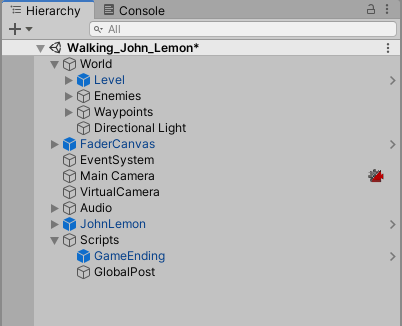 Hierarchy Console
All
Walking_John_Lemon*
World
Level
Enemies
Waypoints
Directional Light
FaderCanvas
EventSystem
Main Camera
VirtualCamera
Audio
JohnLemon
Scripts
GameEnding
GlobalPost